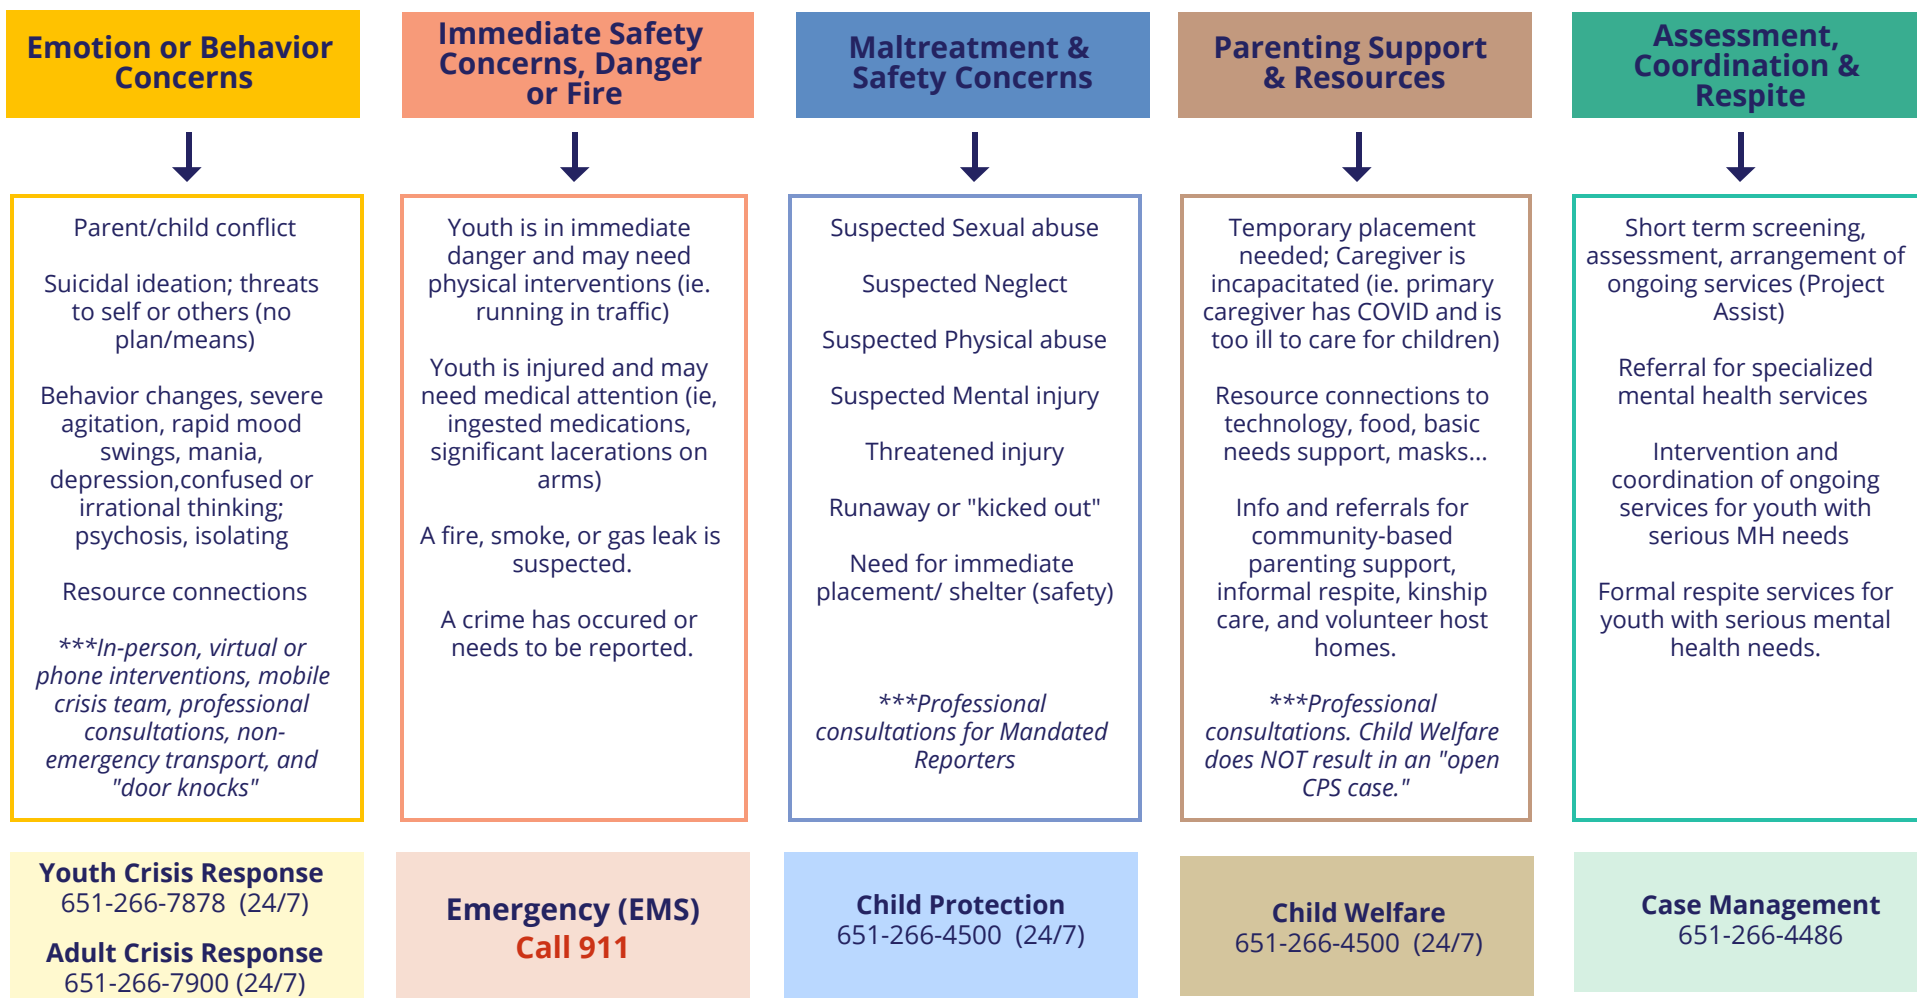 Emotion or Behavior
Concerns
Parent/child conflict
Suicidal ideation; threats
to self or others (no
plan/means)
Behavior changes, severe
agitation, rapid mood
swings, mania,
depression,confused or
irrational thinking;
psychosis, isolating
Resource connections
***In-person, virtual or
phone interventions, mobile
crisis team, professional
consultations, non-
emergency transport, and
"door knocks"
Youth Crisis Response
651-266-7878 (24/7)
Adult Crisis Response
651-266-7900 (24/7)
Immediate Safety
Concerns, Danger
or Fire
Youth is in immediate
danger and may need
physical interventions (ie.
running in traffic)
Youth is injured and may
need medical attention (ie,
ingested medications,
significant lacerations on
arms)
A fire, smoke, or gas leak is
suspected.
A crime has occured or
needs to be reported.
Emergency (EMS)
Call 911
Maltreatment &
Safety Concerns
Suspected Sexual abuse
Suspected Neglect
Suspected Physical abuse
Suspected Mental injury
Threatened injury
Runaway or "kicked out"
Need for immediate
placement/ shelter (safety)
***Professional
consultations for Mandated
Reporters
Child Protection
651-266-4500 (24/7)
Parenting Support
& Resources
Temporary placement
needed; Caregiver is
incapacitated (ie. primary
caregiver has COVID and is
too ill to care for children)
Resource connections to
technology, food, basic
needs support, masks...
Info and referrals for
community-based
parenting support,
informal respite, kinship
care, and volunteer host
homes.
***Professional
consultations. Child Welfare
does NOT result in an "open
CPS case."
Child Welfare
651-266-4500 (24/7)
Assessment,
Coordination &
Respite
Short term screening,
assessment, arrangement of
ongoing services (Project
Assist)
Referral for specialized
mental health services
Intervention and
coordination of ongoing
services for youth with
serious MH needs
Formal respite services for
youth with serious mental
health needs.
Case Management
651-266-4486